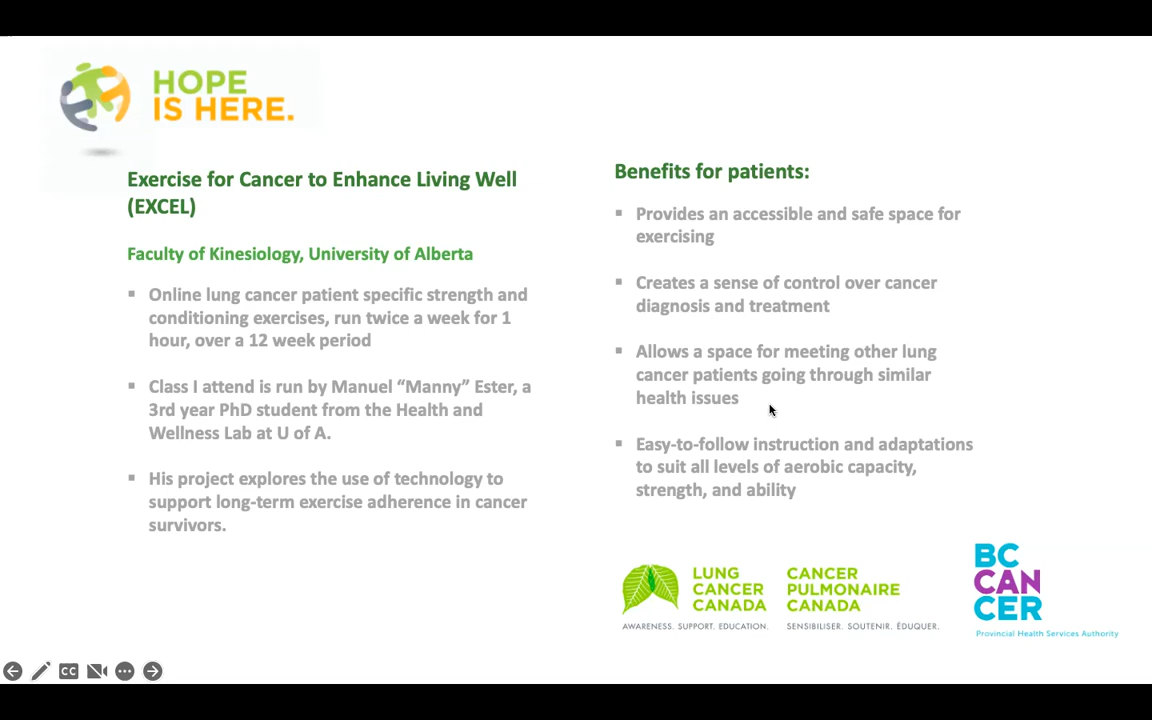 HOPE
IS HERE.
Exercise for Cancer to Enhance Living Well
(EXCEL)
Faculty of Kinesiology, University of Alberta
▪ Online lung cancer patient specific strength and
conditioning exercises, run twice a week for 1
hour, over a 12 week period
▪ Class I attend is run by Manuel “Manny” Ester, a
3rd year PhD student from the Health and
Wellness Lab at U of A.
▪ His project explores the use of technology to
support long-term exercise adherence in cancer
survivors.
Benefits for patients:
▪ Provides an accessible and safe space for
exercising
▪ Creates a sense of control over cancer
diagnosis and treatment
▪ Allows a space for meeting other lung
cancer patients going through similar
health issues
▪ Easy-to-follow instruction and adaptations
to suit all levels of aerobic capacity,
strength, and ability
LUNG
CANCER
CANADA
AWARENESS. SUPPORT. EDUCATION.
CANCER
PULMONAIRE
CANADA
SENSIBILISER. SOUTENIR. ÉDUQUER.
BC
CAN
CER
Provincial Health Services Authority
CC